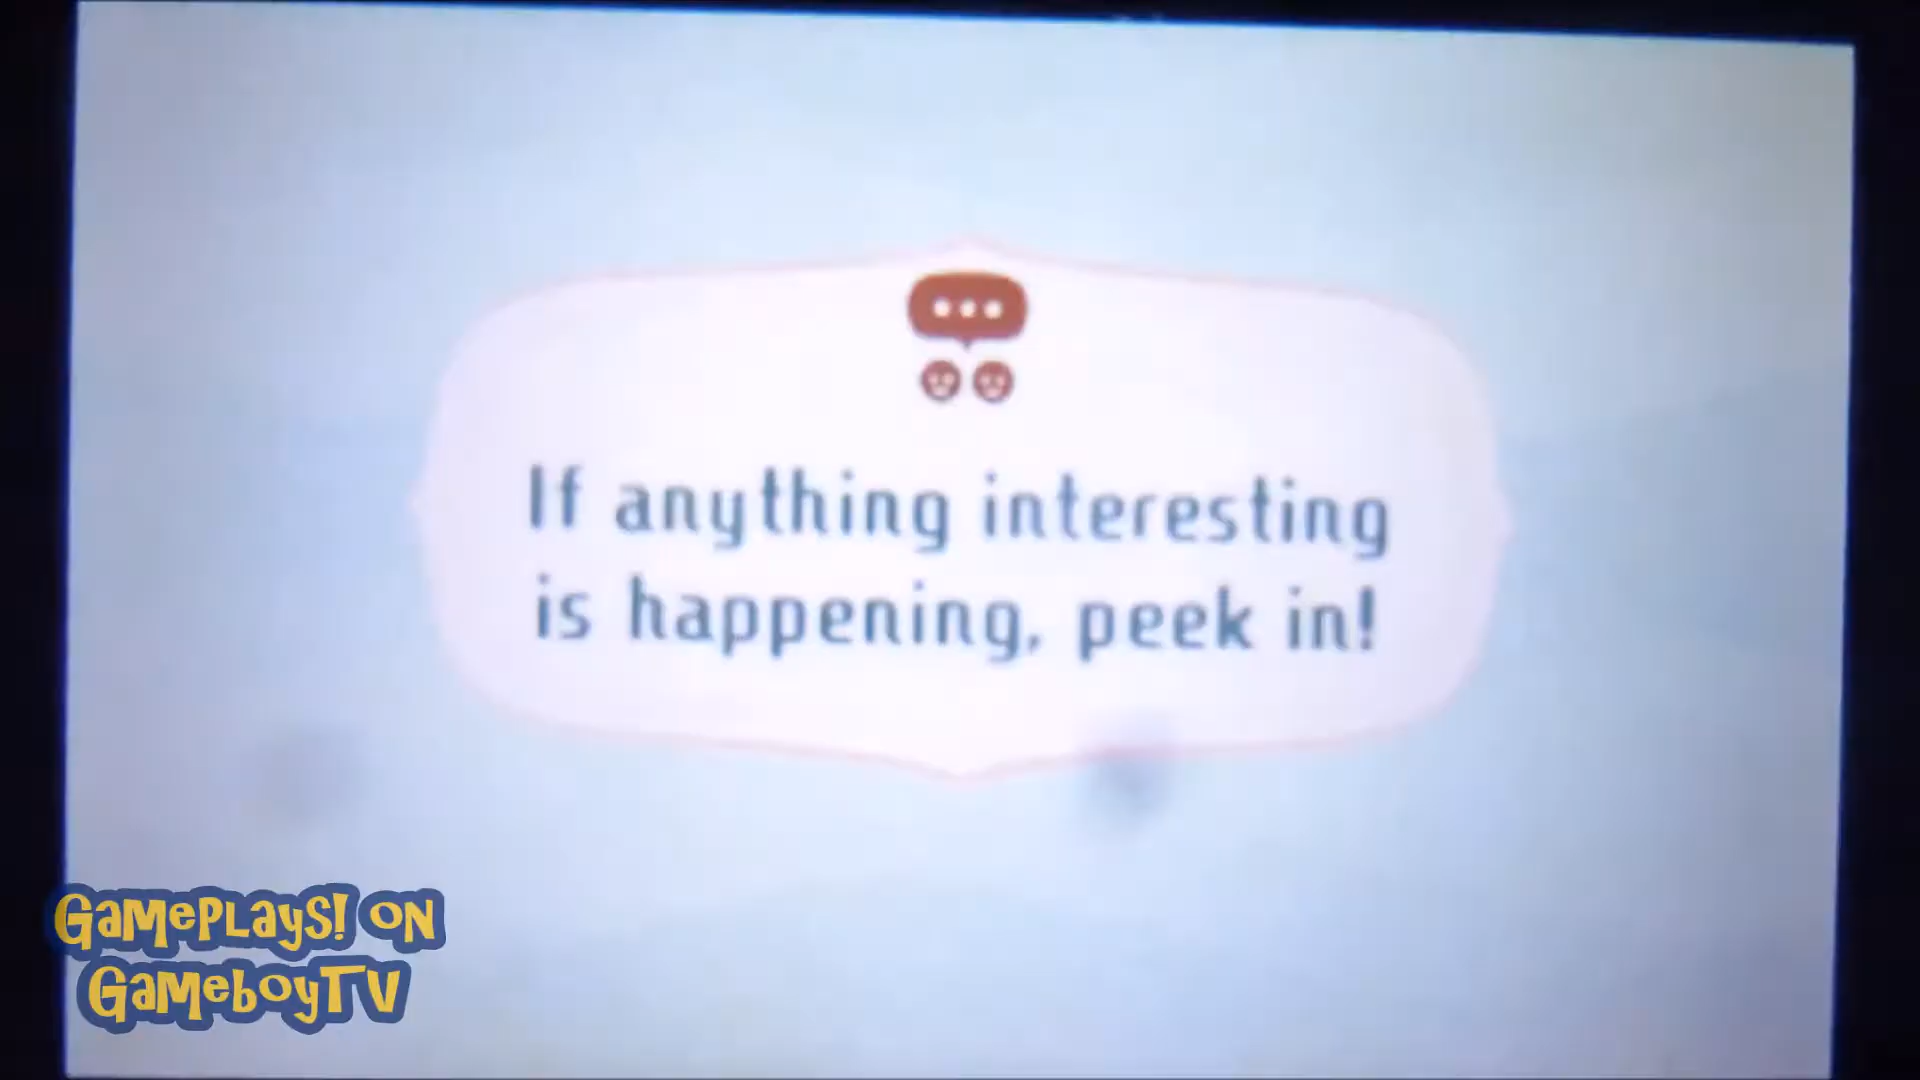 If anything interesting
is happening, peek in!
GamePlays! on
GameboyTV